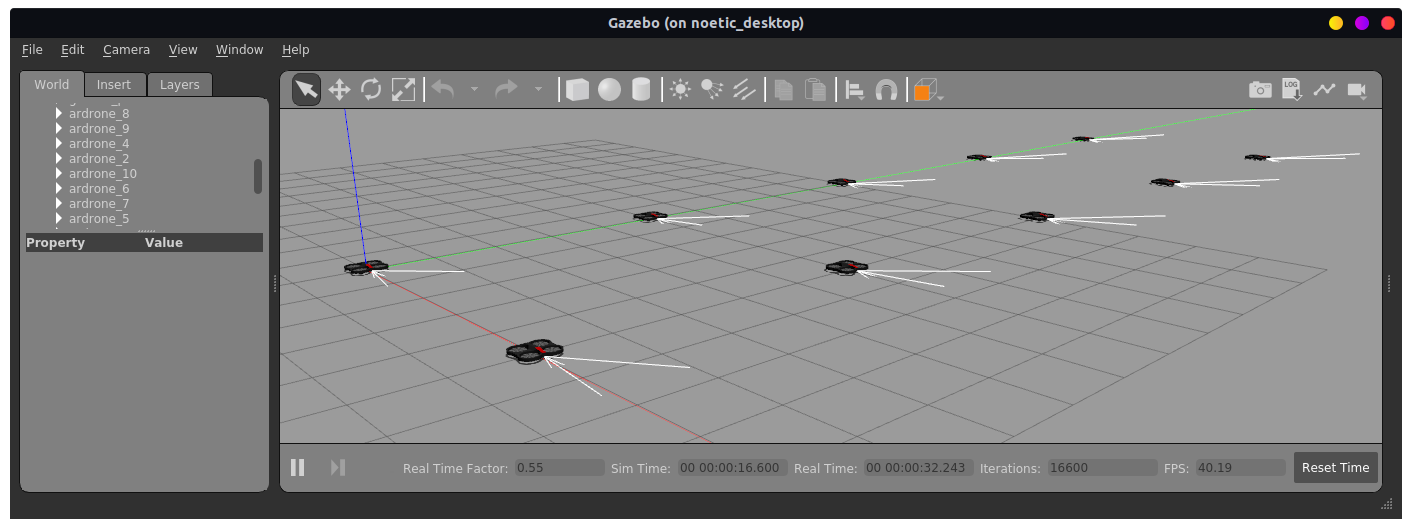 Gazebo (on noetic_desktop)
File Edit Camera View Window Help
World Insert Layers
ardrone_8
ardrone_9
ardrone_4
ardrone_2
ardrone_10
ardrone_6
ardrone_7
ardrone_5
Property Value
LOG
Real Time Factor: 0.55 Sim Time: 00 00:00:16.600 Real Time: 00 00:00:32.243 Iterations: 16600 FPS: 40.19 Reset Time